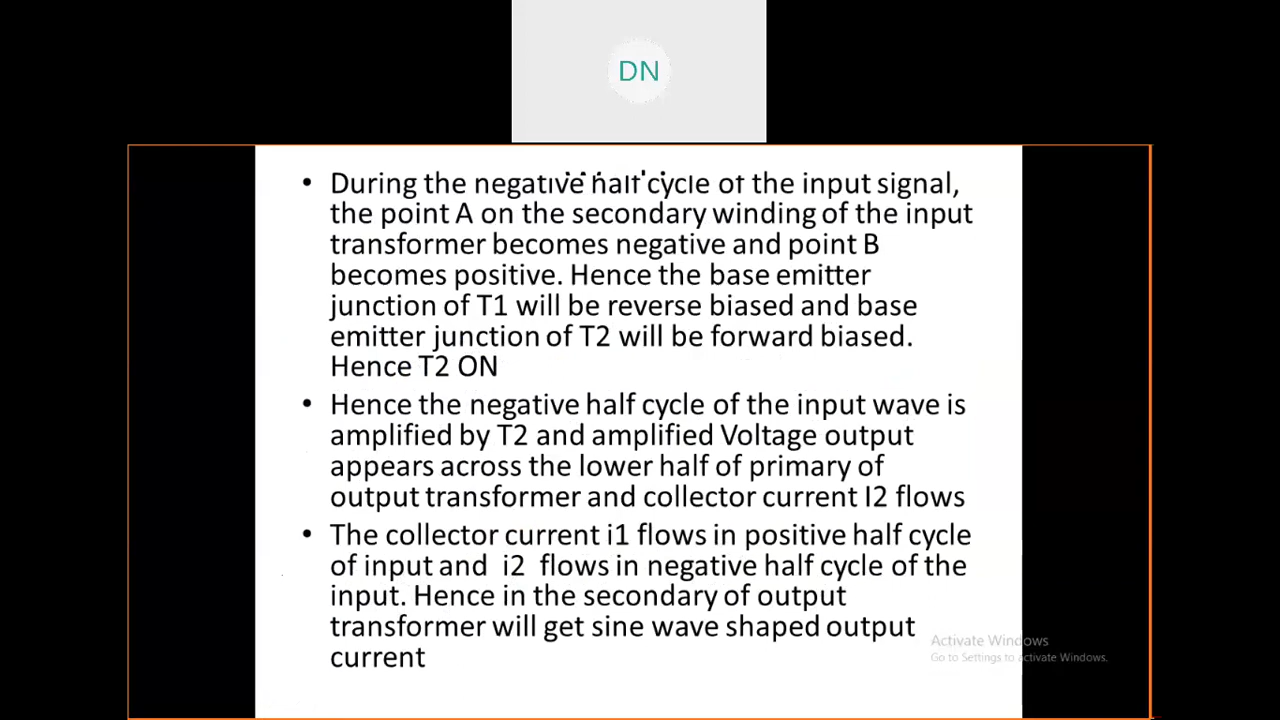 DN
• During the negative half cycle of the input signal,
the point A on the secondary winding of the input
transformer becomes negative and point B
becomes positive. Hence the base emitter
junction of T1 will be reverse biased and base
emitter junction of T2 will be forward biased.
Hence T2 ON
• Hence the negative half cycle of the input wave is
amplified by T2 and amplified Voltage output
appears across the lower half of primary of
output transformer and collector current I2 flows
• The collector current i1 flows in positive half cycle
of input and i2 flows in negative half cycle of the
input. Hence in the secondary of output
transformer will get sine wave shaped output
current
Activate Windows
Go to Settings to activate Windows.